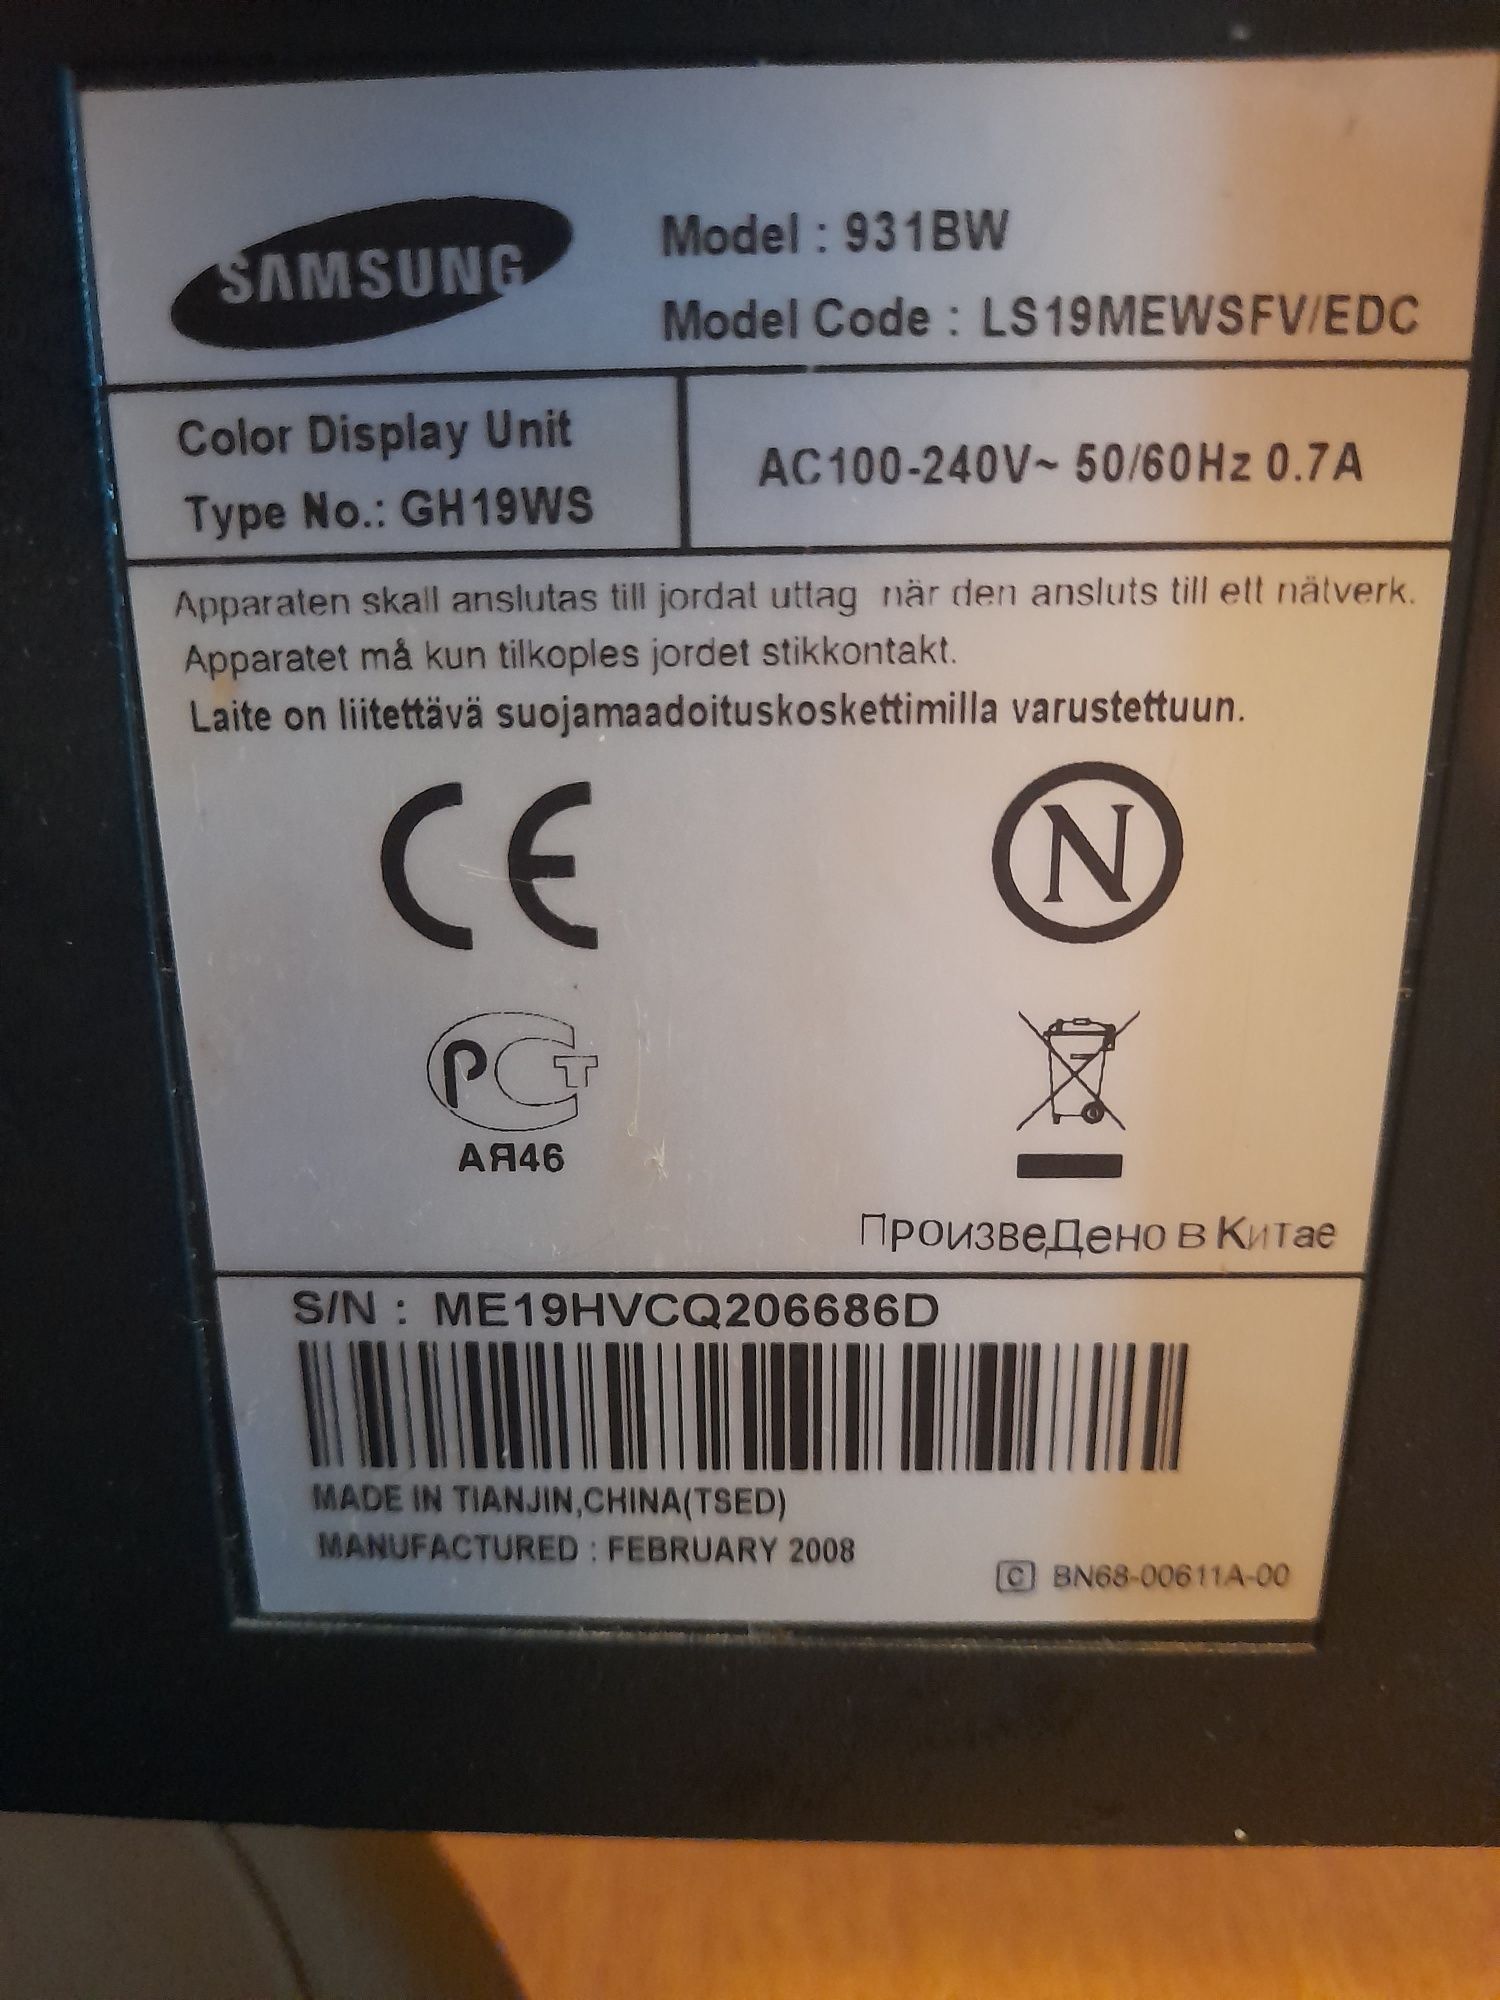 SAMSUNG
Model : 931BW
Model Code : LS19MEWSFV/EDC
Color Display Unit
Type No.: GH19WS
AC100-240V~ 50/60Hz 0.7A
Apparaten skall anslutas till jordat uttag när den ansluts till ett nätverk.
Apparatet må kun tilkoples jordet stikkontakt.
Laite on liitettävä suojamaadoituskoskettimilla varustettuun.
CE
N
РСТ
АЯ46
Произведено в Китае
S/N : ME19HVCQ206686D
MADE IN TIANJIN,CHINA(TSED)
MANUFACTURED : FEBRUARY 2008
C BN68-00611A-00